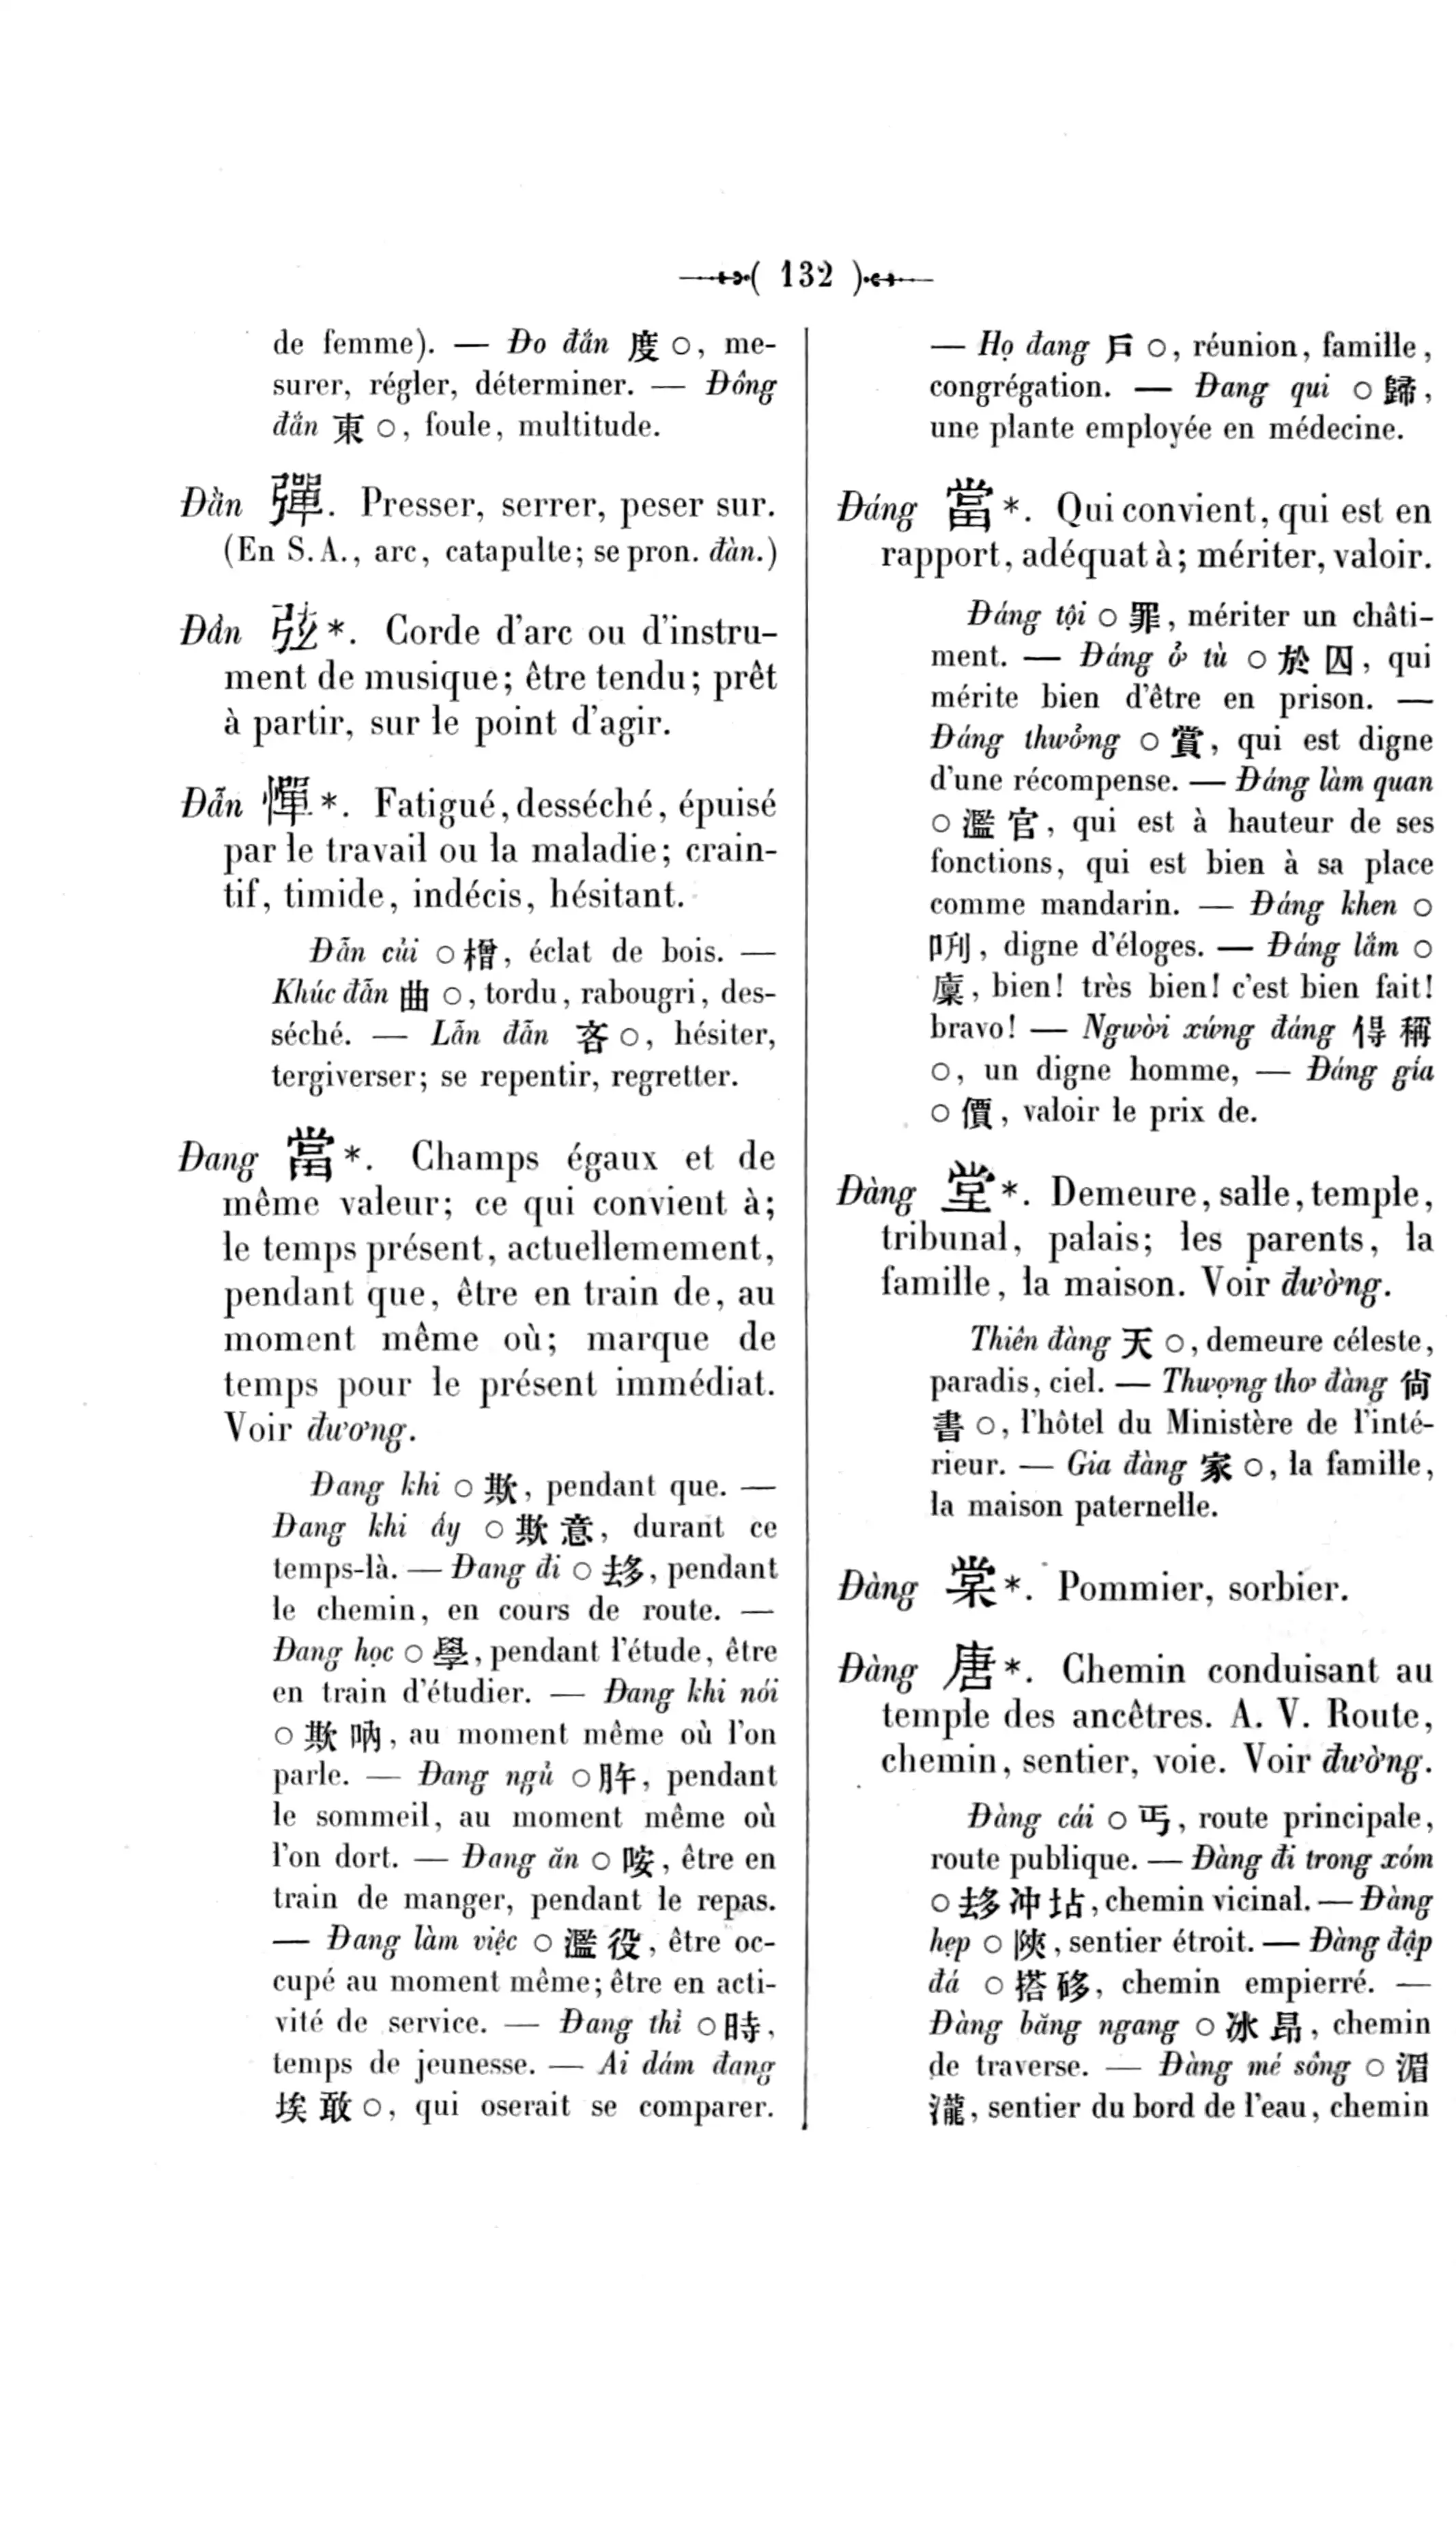 ( 132 )
de femme). — Đo đắn 度 ○, me-
surer, régler, déterminer. — Đông
đắn 東 ○, foule, multitude.
Đằn 彈. Presser, serrer, peser sur.
(En S. A., arc, catapulte; se pron. đàn.)
Đẳn 弦*. Corde d'arc ou d'instru-
ment de musique; être tendu; prêt
à partir, sur le point d'agir.
Đẵn 憚*. Fatigué, desséché, épuisé
par le travail ou la maladie; crain-
tif, timide, indécis, hésitant.
Đẵn củi ○ 檜, éclat de bois. —
Khúc đẵn 曲 ○, tordu, rabougri, des-
séché. — Lẵn đẵn 吝 ○, hésiter,
tergiverser; se repentir, regretter.
Đang 當*. Champs égaux et de
même valeur; ce qui convient à;
le temps présent, actuellemement,
pendant que, être en train de, au
moment même où; marque de
temps pour le présent immédiat.
Voir đương.
Đang khi ○ 欺, pendant que. —
Đang khi ấy ○ 欺 意, durant ce
temps-là. — Đang đi ○ 𠫾, pendant
le chemin, en cours de route. —
Đang học ○ 學, pendant l'étude, être
en train d'étudier. — Đang khi nói
○ 欺 吶, au moment même où l'on
parle. — Đang ngủ ○, pendant
le sommeil, au moment même où
l'on dort. — Đang ăn ○ 咹, être en
train de manger, pendant le repas.
— Đang làm việc ○ 濫 役, être oc-
cupé au moment même; être en acti-
vité de service. — Đang thì ○ 時,
temps de jeunesse. — Ai dám đang
埃 敢 ○, qui oserait se comparer.
— Họ đang 戶 ○, réunion, famille,
congrégation. — Đang qui ○ 歸,
une plante employée en médecine.
Đáng 當*. Qui convient, qui est en
rapport, adéquat à; mériter, valoir.
Đáng tội ○ 罪, mériter un châti-
ment. — Đáng ở tù ○ 於 囚, qui
mérite bien d'être en prison. —
Đáng thưởng ○ 賞, qui est digne
d'une récompense. — Đáng làm quan
○ 濫 官, qui est à hauteur de ses
fonctions, qui est bien à sa place
comme mandarin. — Đáng khen ○
, digne d'éloges. — Đáng lắm ○
廩, bien! très bien! c'est bien fait!
bravo! — Người xứng đáng 㝵 稱
○, un digne homme, — Đáng gía
○ 價, valoir le prix de.
Đàng 堂*. Demeure, salle, temple,
tribunal, palais; les parents, la
famille, la maison. Voir đường.
Thiên đàng 天 ○, demeure céleste,
paradis, ciel. — Thượng thơ đàng 尙
書 ○, l'hôtel du Ministère de l'inté-
rieur. — Gia đàng 家 ○, la famille,
la maison paternelle.
Đàng 棠*. Pommier, sorbier.
Đàng 唐*. Chemin conduisant au
temple des ancêtres. A. V. Route,
chemin, sentier, voie. Voir đường.
Đàng cái ○ 丐, route principale,
route publique. — Đàng đi trong xóm
○ 𠫾 冲 坫, chemin vicinal. — Đàng
hẹp ○ 陝, sentier étroit. — Đàng đập
đá ○ 搭 𥒥, chemin empierré. —
Đàng băng ngang ○ 冰 昂, chemin
de traverse. — Đàng mé sông ○ 湄
瀧, sentier du bord de l'eau, chemin